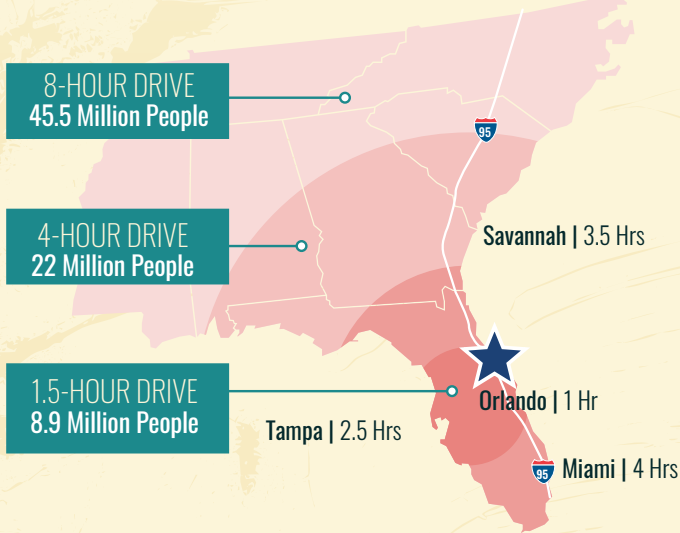 8-HOUR DRIVE
45.5 Million People
95
4-HOUR DRIVE
22 Million People
Savannah | 3.5 Hrs
1.5-HOUR DRIVE
8.9 Million People
Orlando | 1 Hr
Tampa | 2.5 Hrs
95
Miami | 4 Hrs